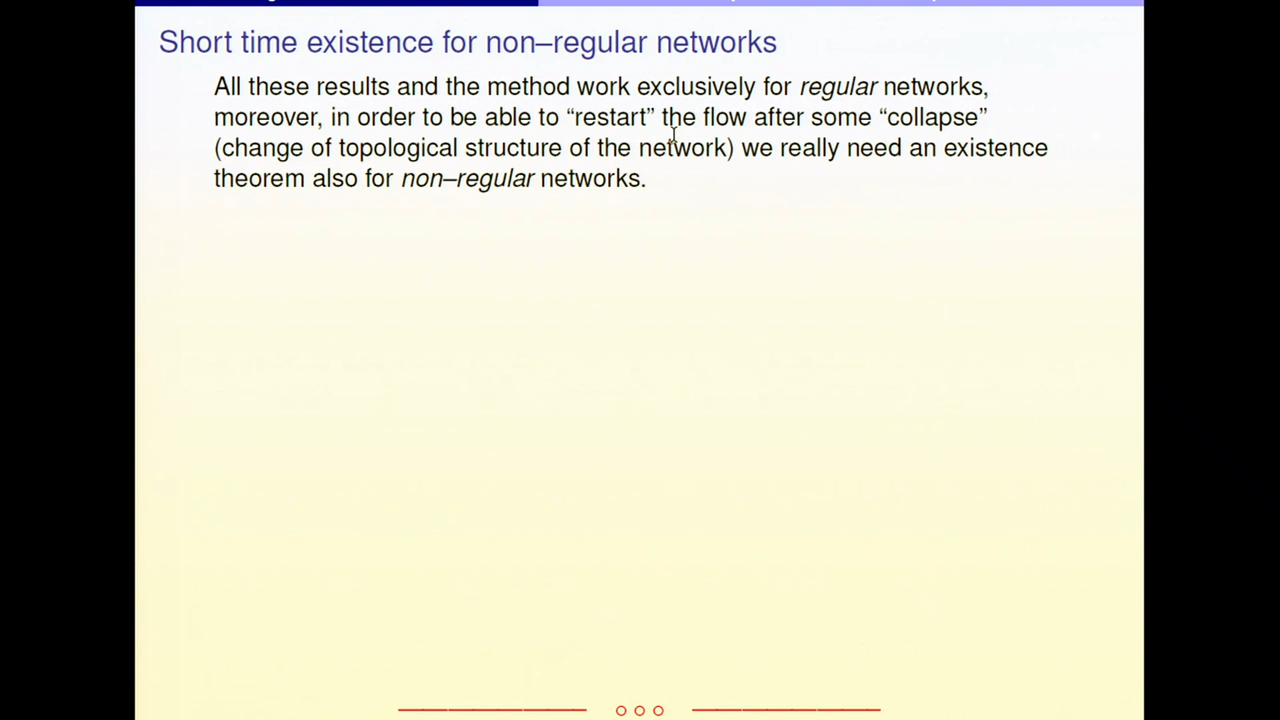 Short time existence for non–regular networks
All these results and the method work exclusively for regular networks,
moreover, in order to be able to “restart” the flow after some “collapse”
(change of topological structure of the network) we really need an existence
theorem also for non–regular networks.